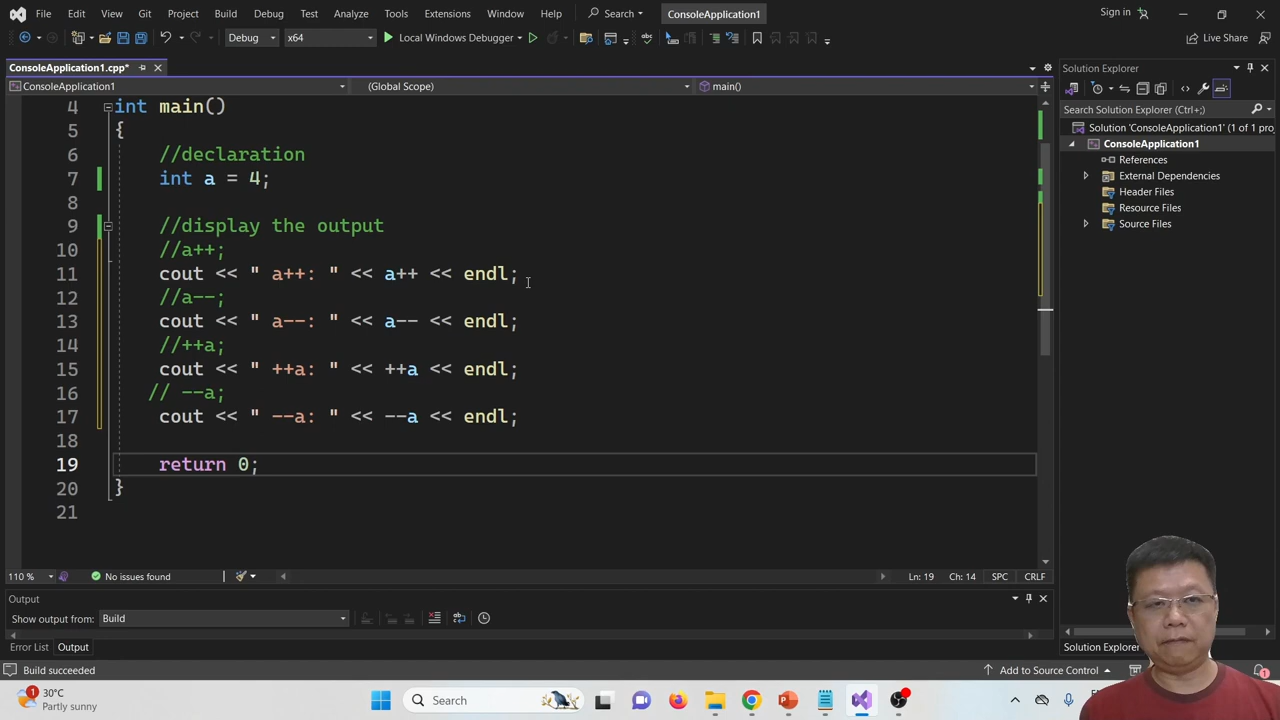 File Edit View Git Project Build Debug Test Analyze Tools Extensions Window Help Search ConsoleApplication1 Sign in
Debug x64 Local Windows Debugger Live Share
ConsoleApplication1.cpp* Solution Explorer
ConsoleApplication1 (Global Scope) main()
Search Solution Explorer (Ctrl+;)
Solution 'ConsoleApplication1' (1 of 1 pro
ConsoleApplication1
References
External Dependencies
Header Files
Resource Files
Source Files
4 int main()
5 {
6 //declaration
7 int a = 4;
8
9 //display the output
10 //a++;
11 cout << " a++: " << a++ << endl;
12 //a--;
13 cout << " a--: " << a-- << endl;
14 //++a;
15 cout << " ++a: " << ++a << endl;
16 // --a;
17 cout << " --a: " << --a << endl;
18
19 return 0;
20 }
21
110 % No issues found Ln: 19 Ch: 14 SPC CRLF
Output
Show output from: Build
Error List Output Solution Explorer
Build succeeded Add to Source Control 1
1 30°C
Partly sunny
Search